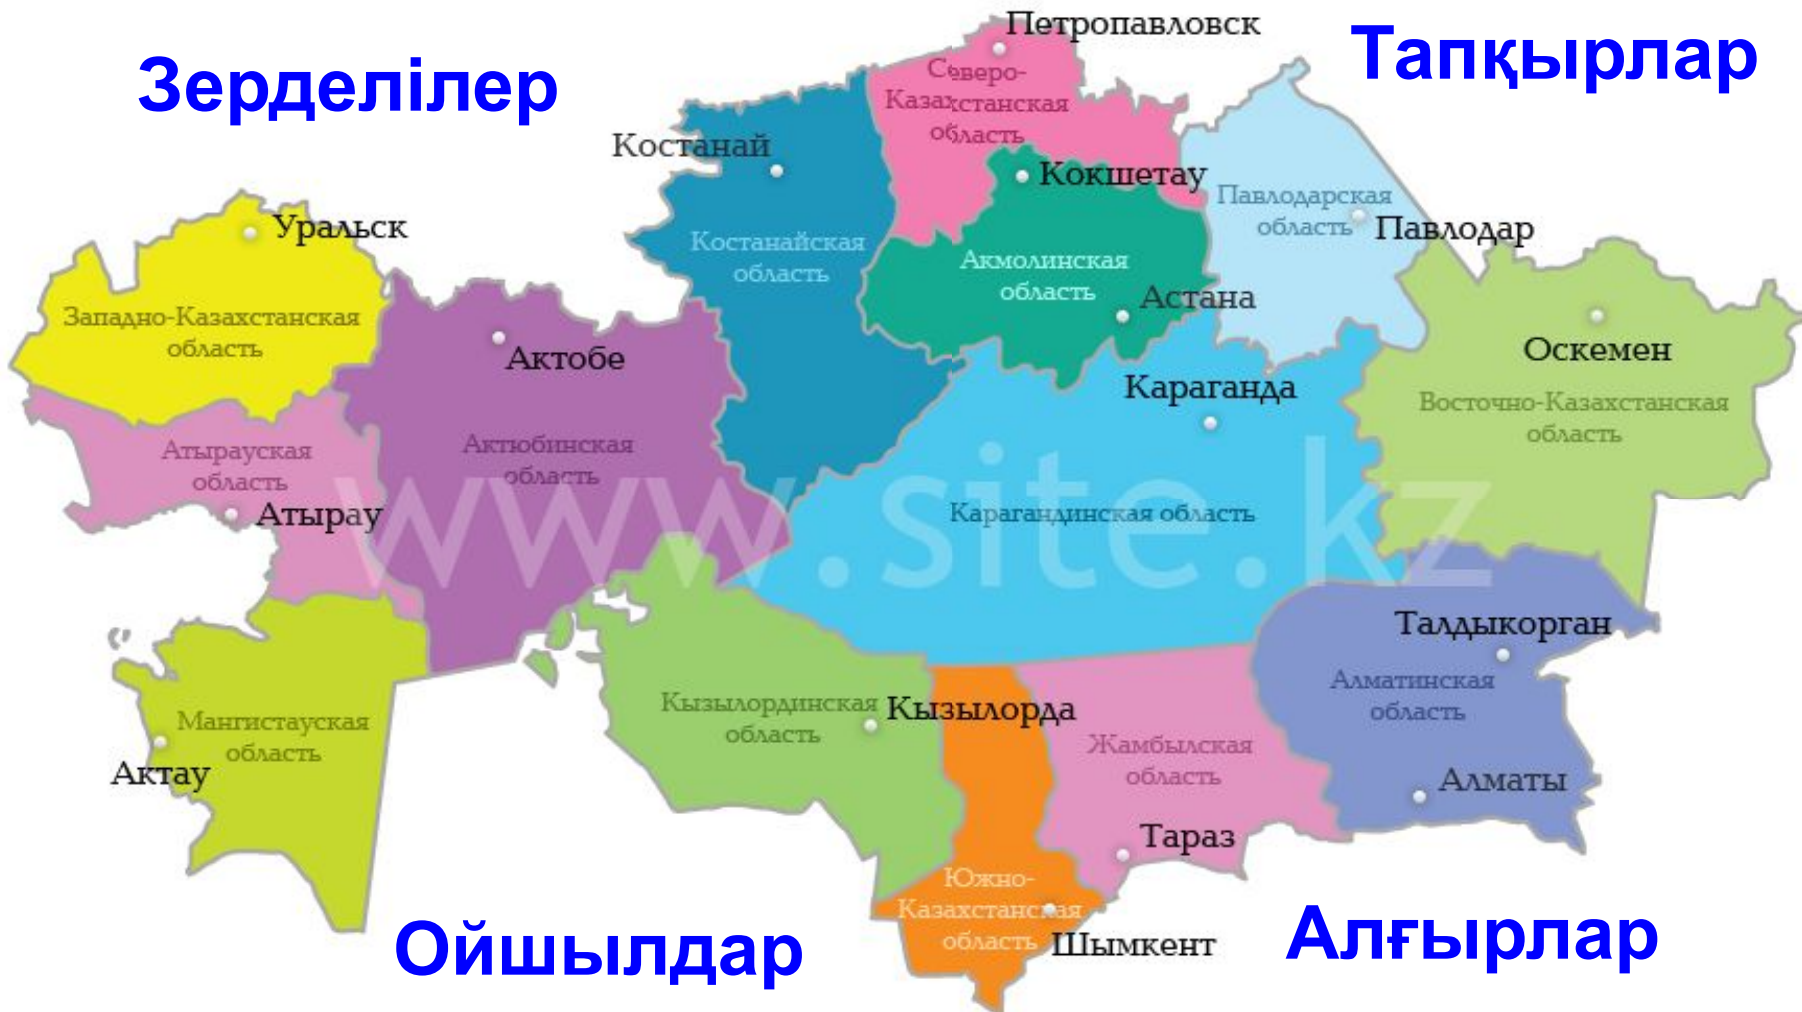 Петропавловск
Тапқырлар
Зерделілер
Северо-
Казахстанская
область
Костанай
Кокшетау
Павлодарская
область
Павлодар
Уральск
Костанайская
область
Акмолинская
область
Астана
Западно-Казахстанская
область
Актобе
Оскемен
Караганда
Восточно-Казахстанская
область
Атырауская
область
Актюбинская
область
Атырау
Карагандинская область
www.site.kz
Талдыкорган
Алматинская
область
Кызылординская
область
Кызылорда
Мангистауская
область
Актау
Жамбылская
область
Алматы
Тараз
Южно-
Казахстанская
область
Шымкент
Ойшылдар
Алғырлар